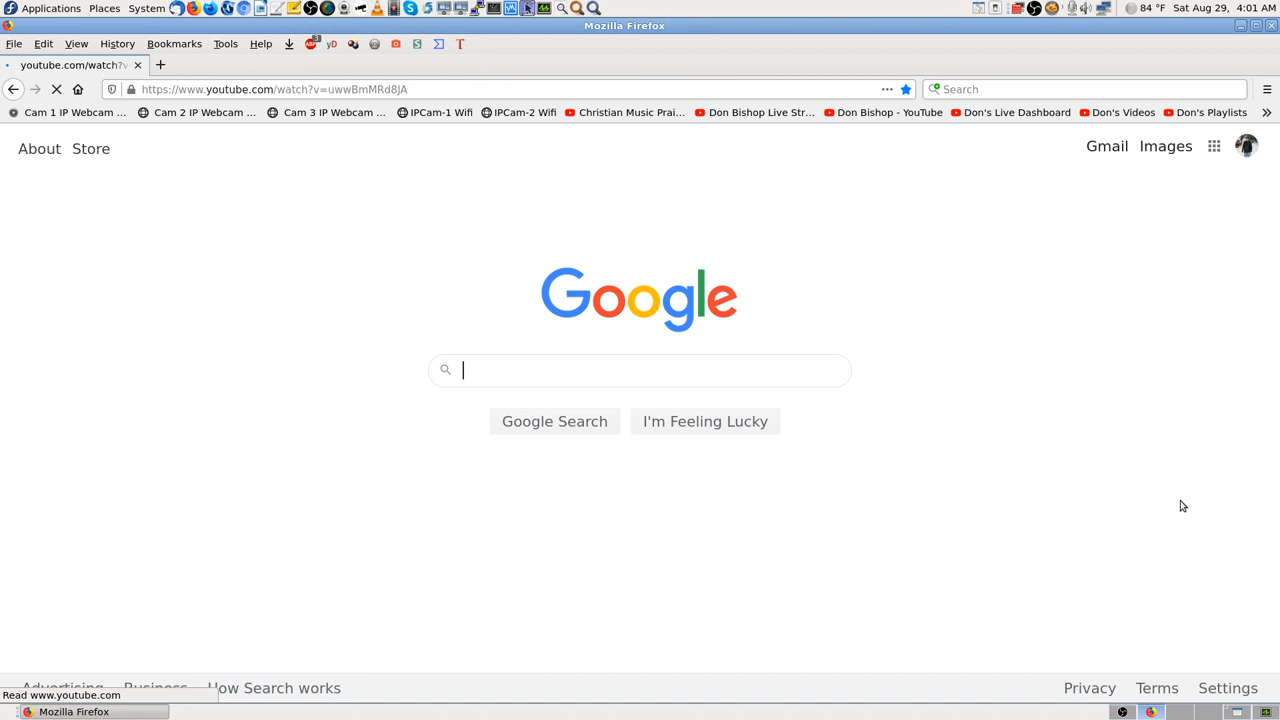 Applications Places System 84 °F Sat Aug 29, 4:01 AM
Mozilla Firefox
File Edit View History Bookmarks Tools Help
youtube.com/watch?v
https://www.youtube.com/watch?v=uwwBmMRd8JA Search
Cam 1 IP Webcam ... Cam 2 IP Webcam ... Cam 3 IP Webcam ... IPCam-1 Wifi IPCam-2 Wifi Christian Music Prai... Don Bishop Live Str... Don Bishop - YouTube Don's Live Dashboard Don's Videos Don's Playlists
About Store Gmail Images
Google
Google Search I'm Feeling Lucky
Advertising Business How Search works Privacy Terms Settings
Read www.youtube.com
Mozilla Firefox